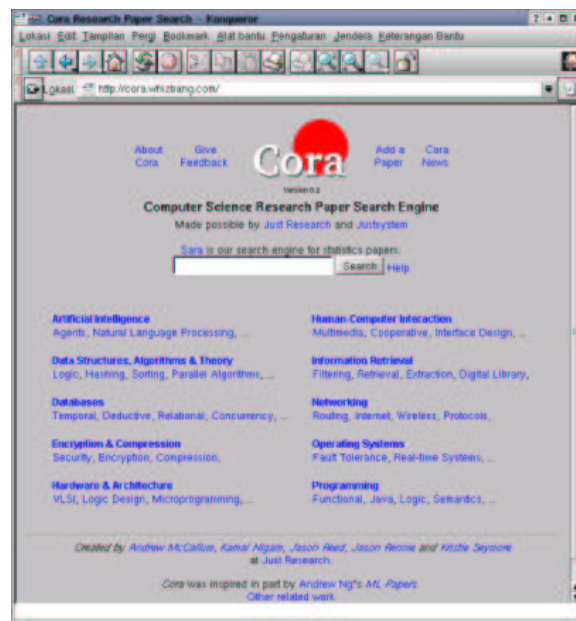 Cora Research Paper Search - Konqueror
Lokasi Edit Tampilan Pergi Bookmark Alat bantu Pengaturan Jendela Keterangan Bantu
Lokasi http://cora.whizbang.com/
About Cora
Give Feedback
Cora
Add a Paper
Cora News
Version 0.2
Computer Science Research Paper Search Engine
Made possible by Just Research and Justsystem
Sara is our search engine for statistics papers.
Search Help
Artificial Intelligence
Agents, Natural Language Processing, ...
Human-Computer Interaction
Multimedia, Cooperative, Interface Design, ...
Data Structures, Algorithms & Theory
Logic, Hashing, Sorting, Parallel Algorithms, ...
Information Retrieval
Filtering, Retrieval, Extraction, Digital Library,
Databases
Temporal, Deductive, Relational, Concurrency, ...
Networking
Routing, Internet, Wireless, Protocols,
Encryption & Compression
Security, Encryption, Compression,
Operating Systems
Fault Tolerance, Real-time Systems, ...
Hardware & Architecture
VLSI, Logic Design, Microprogramming, ...
Programming
Functional, Java, Logic, Semantics, ...
Created by Andrew McCallum, Kamal Nigam, Jason Reed, Jason Rennie and Kristie Seymore
at Just Research.
Cora was inspired in part by Andrew Ng's ML Papers.
Other related work.